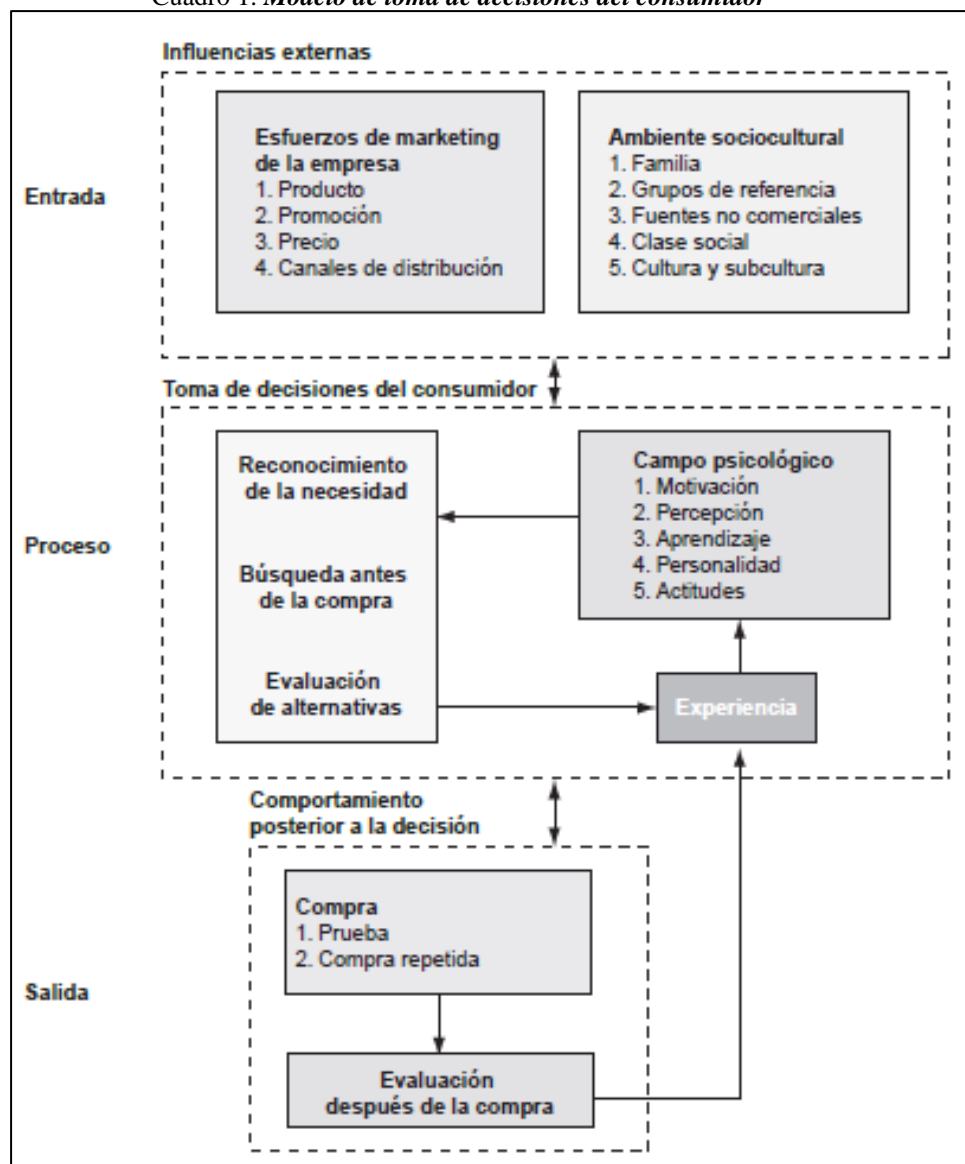 Cuadro 1. Modelo de toma de decisiones del consumidor
Influencias externas
Entrada
Esfuerzos de marketing
de la empresa
1. Producto
2. Promoción
3. Precio
4. Canales de distribución
Ambiente sociocultural
1. Familia
2. Grupos de referencia
3. Fuentes no comerciales
4. Clase social
5. Cultura y subcultura
Toma de decisiones del consumidor
Proceso
Reconocimiento
de la necesidad
Búsqueda antes
de la compra
Evaluación
de alternativas
Campo psicológico
1. Motivación
2. Percepción
3. Aprendizaje
4. Personalidad
5. Actitudes
Experiencia
Comportamiento
posterior a la decisión
Salida
Compra
1. Prueba
2. Compra repetida
Evaluación
después de la compra